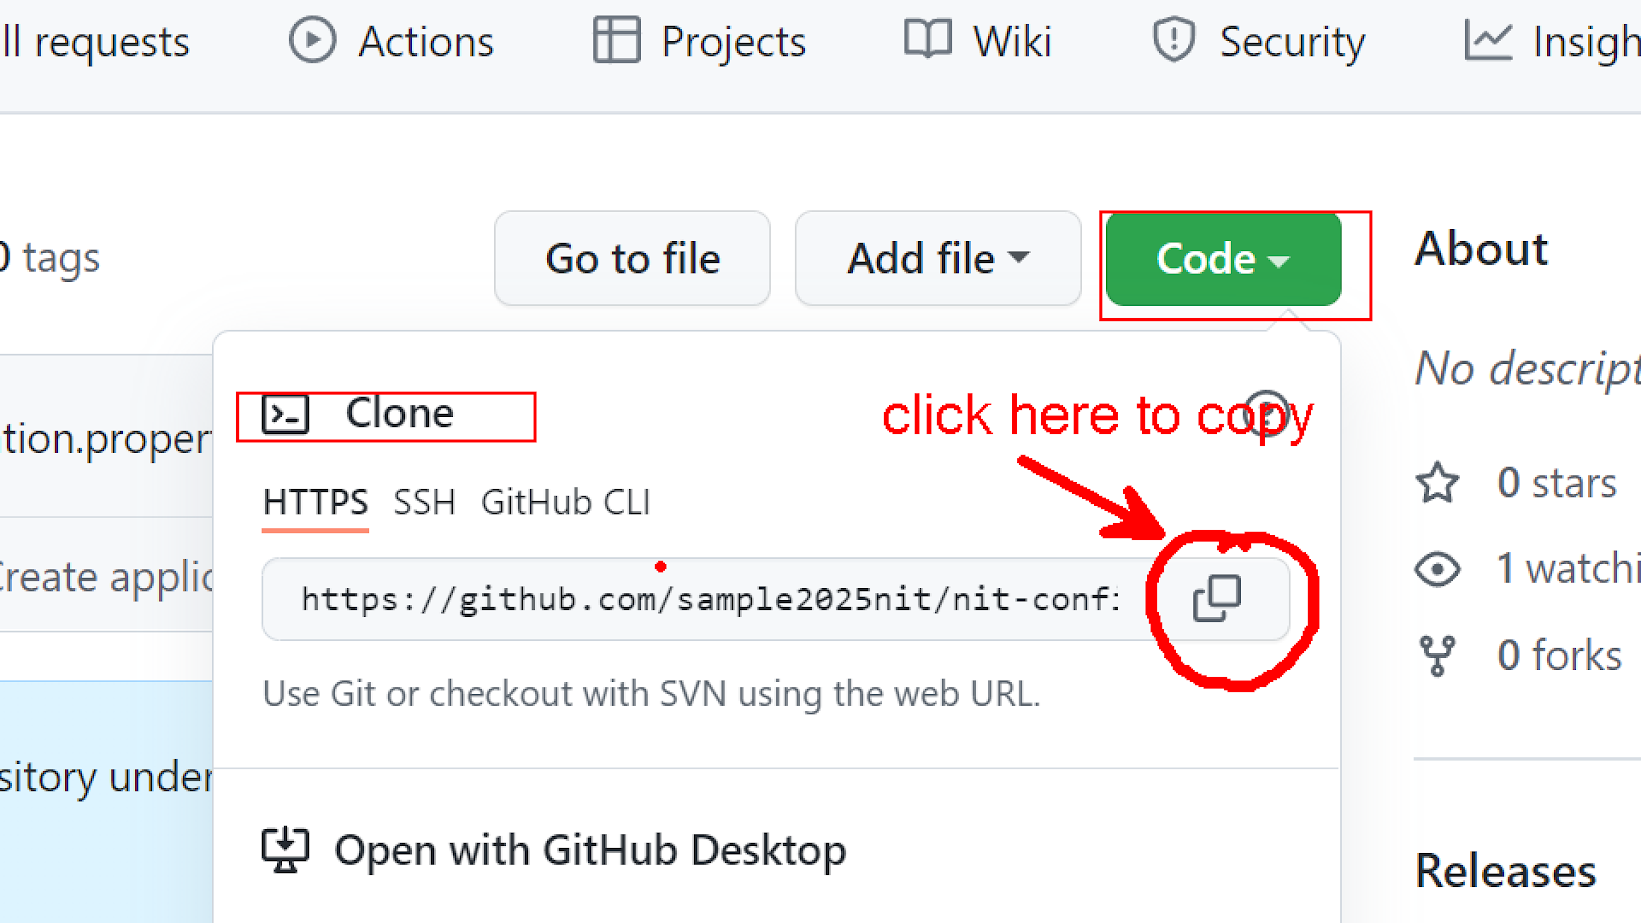 ll requests Actions Projects Wiki Security Insigh
0 tags Go to file Add file Code About
No descript
Clone click here to copy
tion.propert
HTTPS SSH GitHub CLI 0 stars
Create applic https://github.com/sample2025nit/nit-confi 1 watchi
Use Git or checkout with SVN using the web URL. 0 forks
sitory under
Open with GitHub Desktop Releases